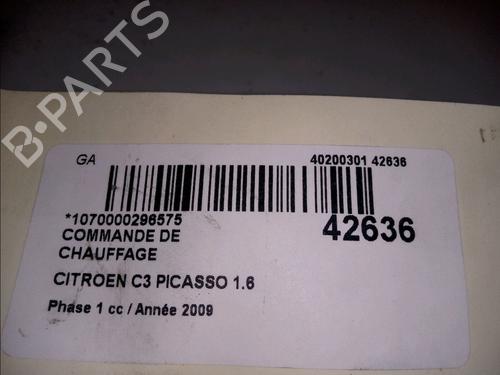 B-PARTS
GA 40200301 42636
*1070000296575
42636
COMMANDE DE
CHAUFFAGE
CITROEN C3 PICASSO 1.6
Phase 1 cc / Année 2009